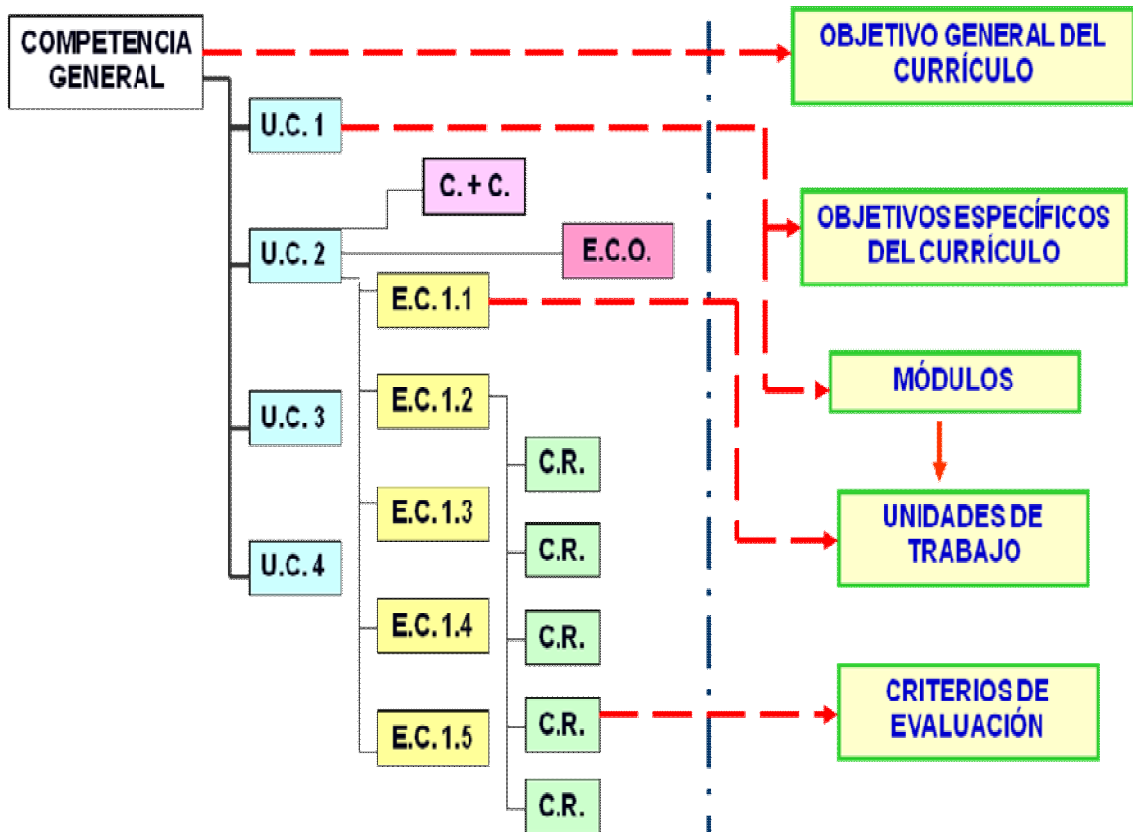 COMPETENCIA
GENERAL
U.C. 1
C. + C.
U.C. 2
E.C.O.
E.C. 1.1
E.C. 1.2
U.C. 3
C.R.
E.C. 1.3
C.R.
U.C. 4
E.C. 1.4
C.R.
E.C. 1.5
C.R.
C.R.
OBJETIVO GENERAL DEL
CURRÍCULO
OBJETIVOS ESPECÍFICOS
DEL CURRÍCULO
MÓDULOS
UNIDADES DE
TRABAJO
CRITERIOS DE
EVALUACIÓN